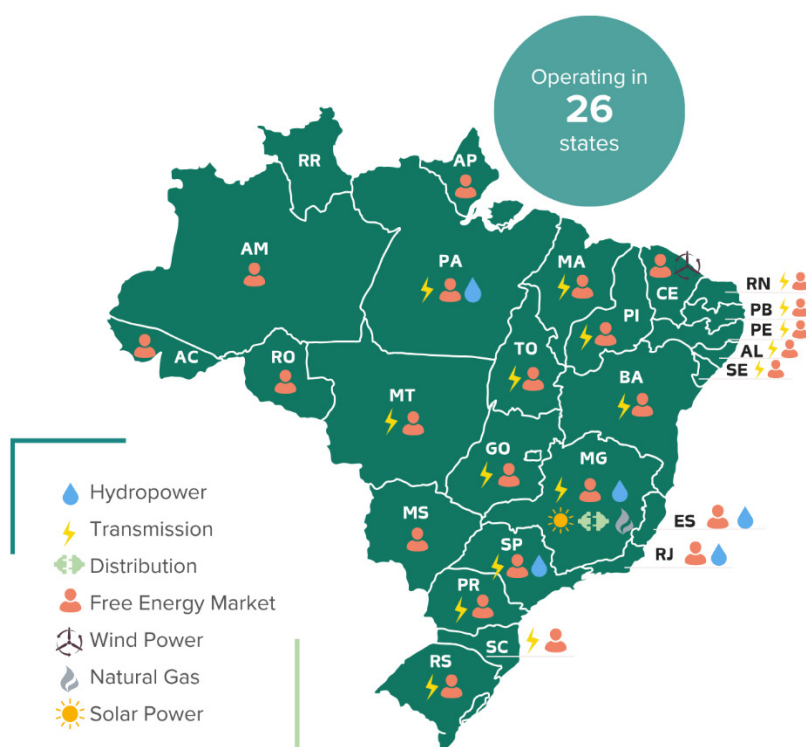 Operating in
26
states
RR
AP
AM
PA
MA
CE
RN
PB
PI
PE
AL
TO
SE
AC
RO
BA
MT
GO
MG
Hydropower
Transmission
MS
ES
SP
RJ
Distribution
PR
Free Energy Market
Wind Power
SC
RS
Natural Gas
Solar Power